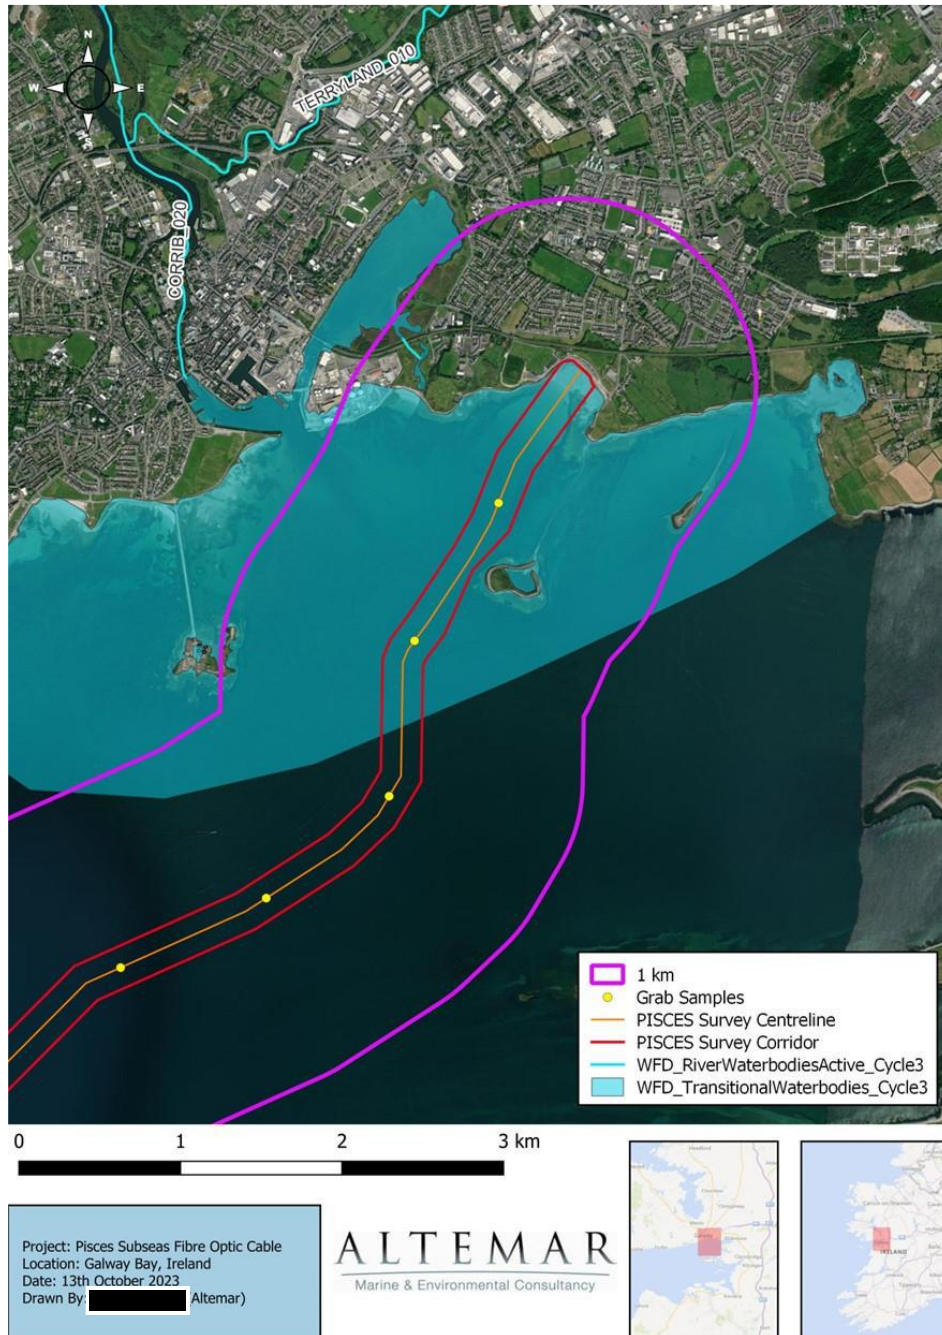 N
W
E
S
TERRYLAND_010
CORRIB_020
1 km
Grab Samples
PISCES Survey Centreline
PISCES Survey Corridor
WFD_RiverWaterbodiesActive_Cycle3
WFD_TransitionalWaterbodies_Cycle3
0 1 2 3 km
Project: Pisces Subseas Fibre Optic Cable
Location: Galway Bay, Ireland
Date: 13th October 2023
Drawn By: Altemar)
ALTEMAR
Marine & Environmental Consultancy
IRELAND